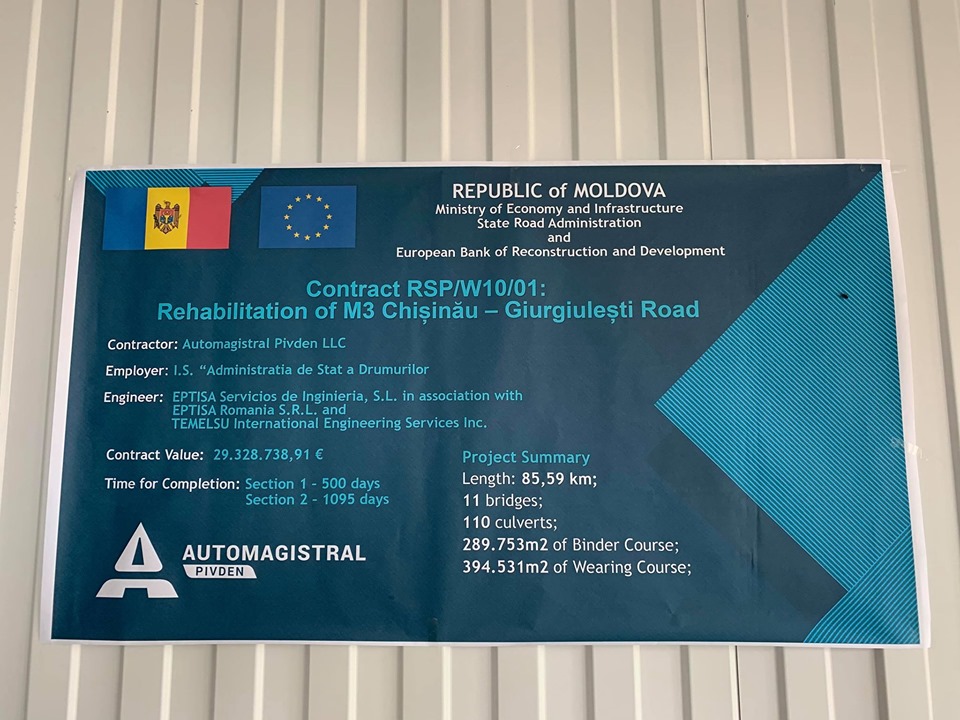 REPUBLIC of MOLDOVA
Ministry of Economy and Infrastructure
State Road Administration
and
European Bank of Reconstruction and Development
Contract RSP/W10/01:
Rehabilitation of M3 Chișinău – Giurgiulești Road
Contractor: Automagistral Pivden LLC
Employer: I.S. “Administratia de Stat a Drumurilor
Engineer: EPTISA Servicios de Inginieria, S.L. in association with
EPTISA Romania S.R.L. and
TEMELSU International Engineering Services Inc.
Contract Value: 29.328.738,91 €
Time for Completion: Section 1 - 500 days
Section 2 - 1095 days
Project Summary
Length: 85,59 km;
11 bridges;
110 culverts;
289.753m2 of Binder Course;
394.531m2 of Wearing Course;
AUTOMAGISTRAL
PIVDEN